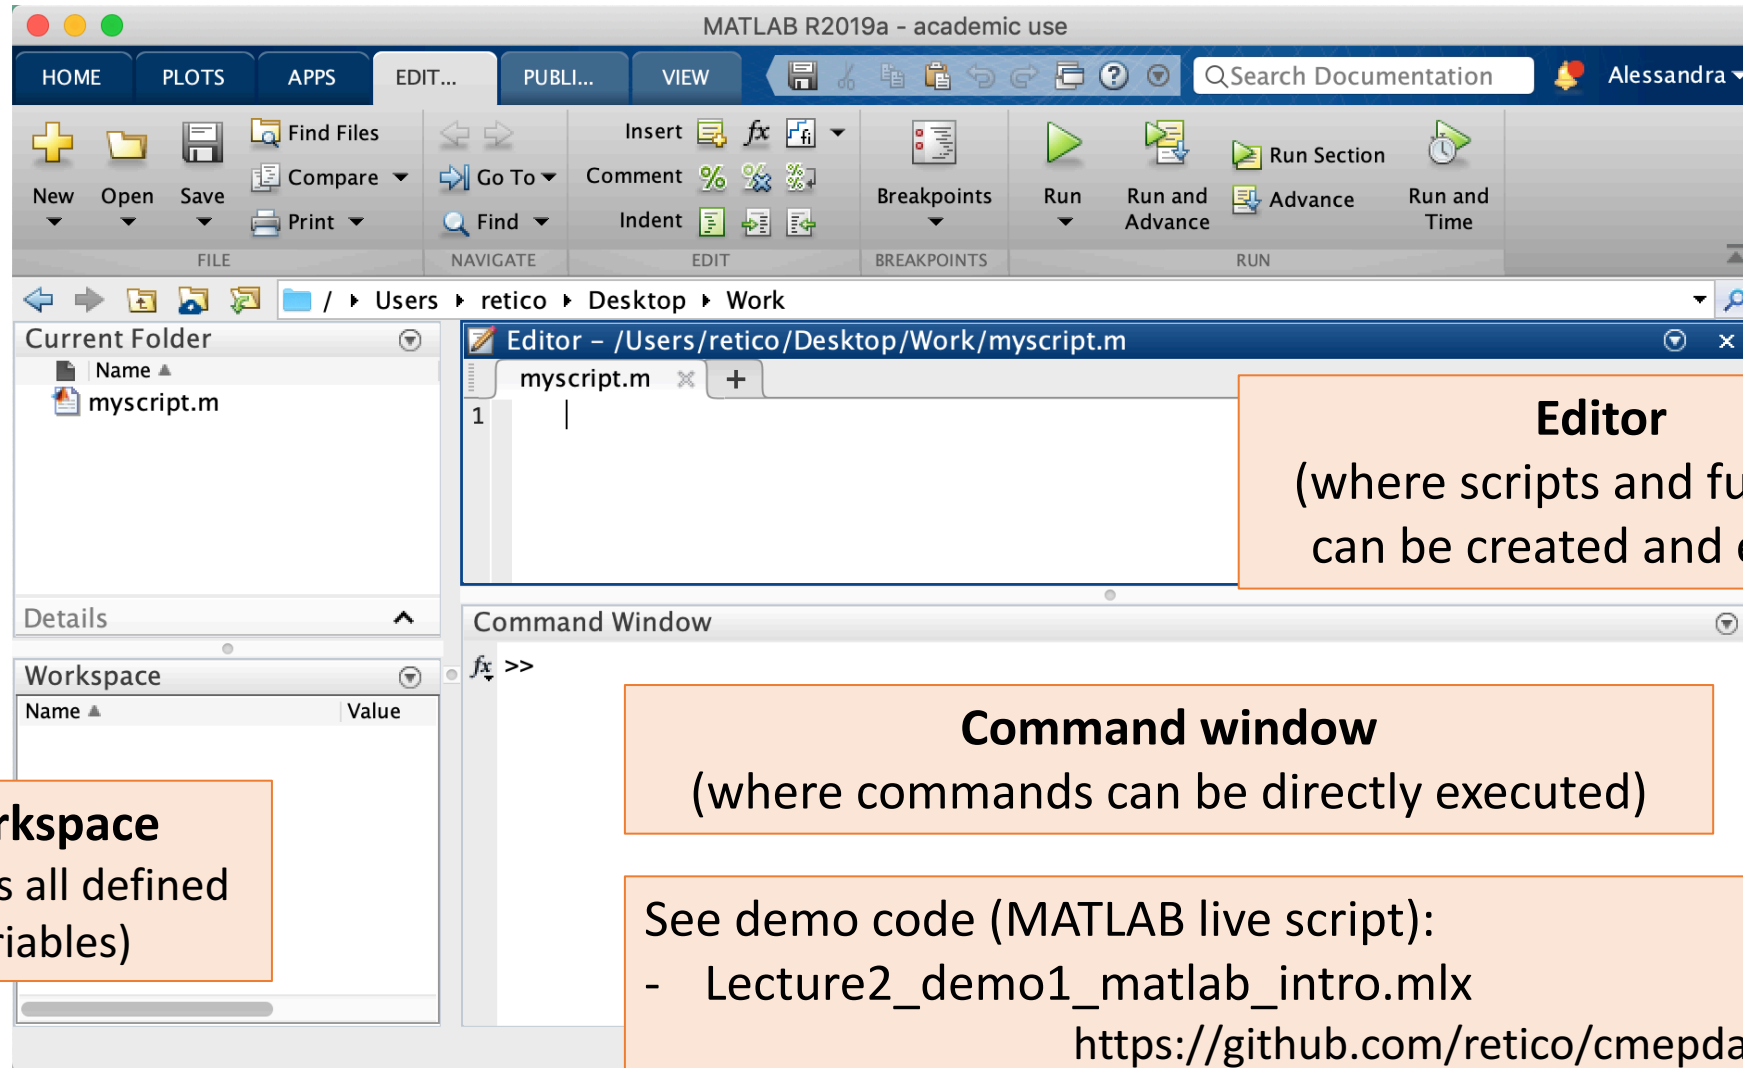 MATLAB R2019a - academic use
HOME PLOTS APPS EDIT... PUBLI... VIEW Search Documentation Alessandra
Find Files Insert fx fi
Compare Go To Comment % Run Section
New Open Save Breakpoints Run Run and Advance Advance Run and Time
Print Find Indent
FILE NAVIGATE EDIT BREAKPOINTS RUN
/ Users retico Desktop Work
Current Folder
Name
myscript.m
Details
Workspace
Name Value
rkspace
s all defined
riables)
Editor – /Users/retico/Desktop/Work/myscript.m
myscript.m +
1
Editor
(where scripts and fu
can be created and e
Command Window
fx >>
Command window
(where commands can be directly executed)
See demo code (MATLAB live script):
- Lecture2_demo1_matlab_intro.mlx
https://github.com/retico/cmepda